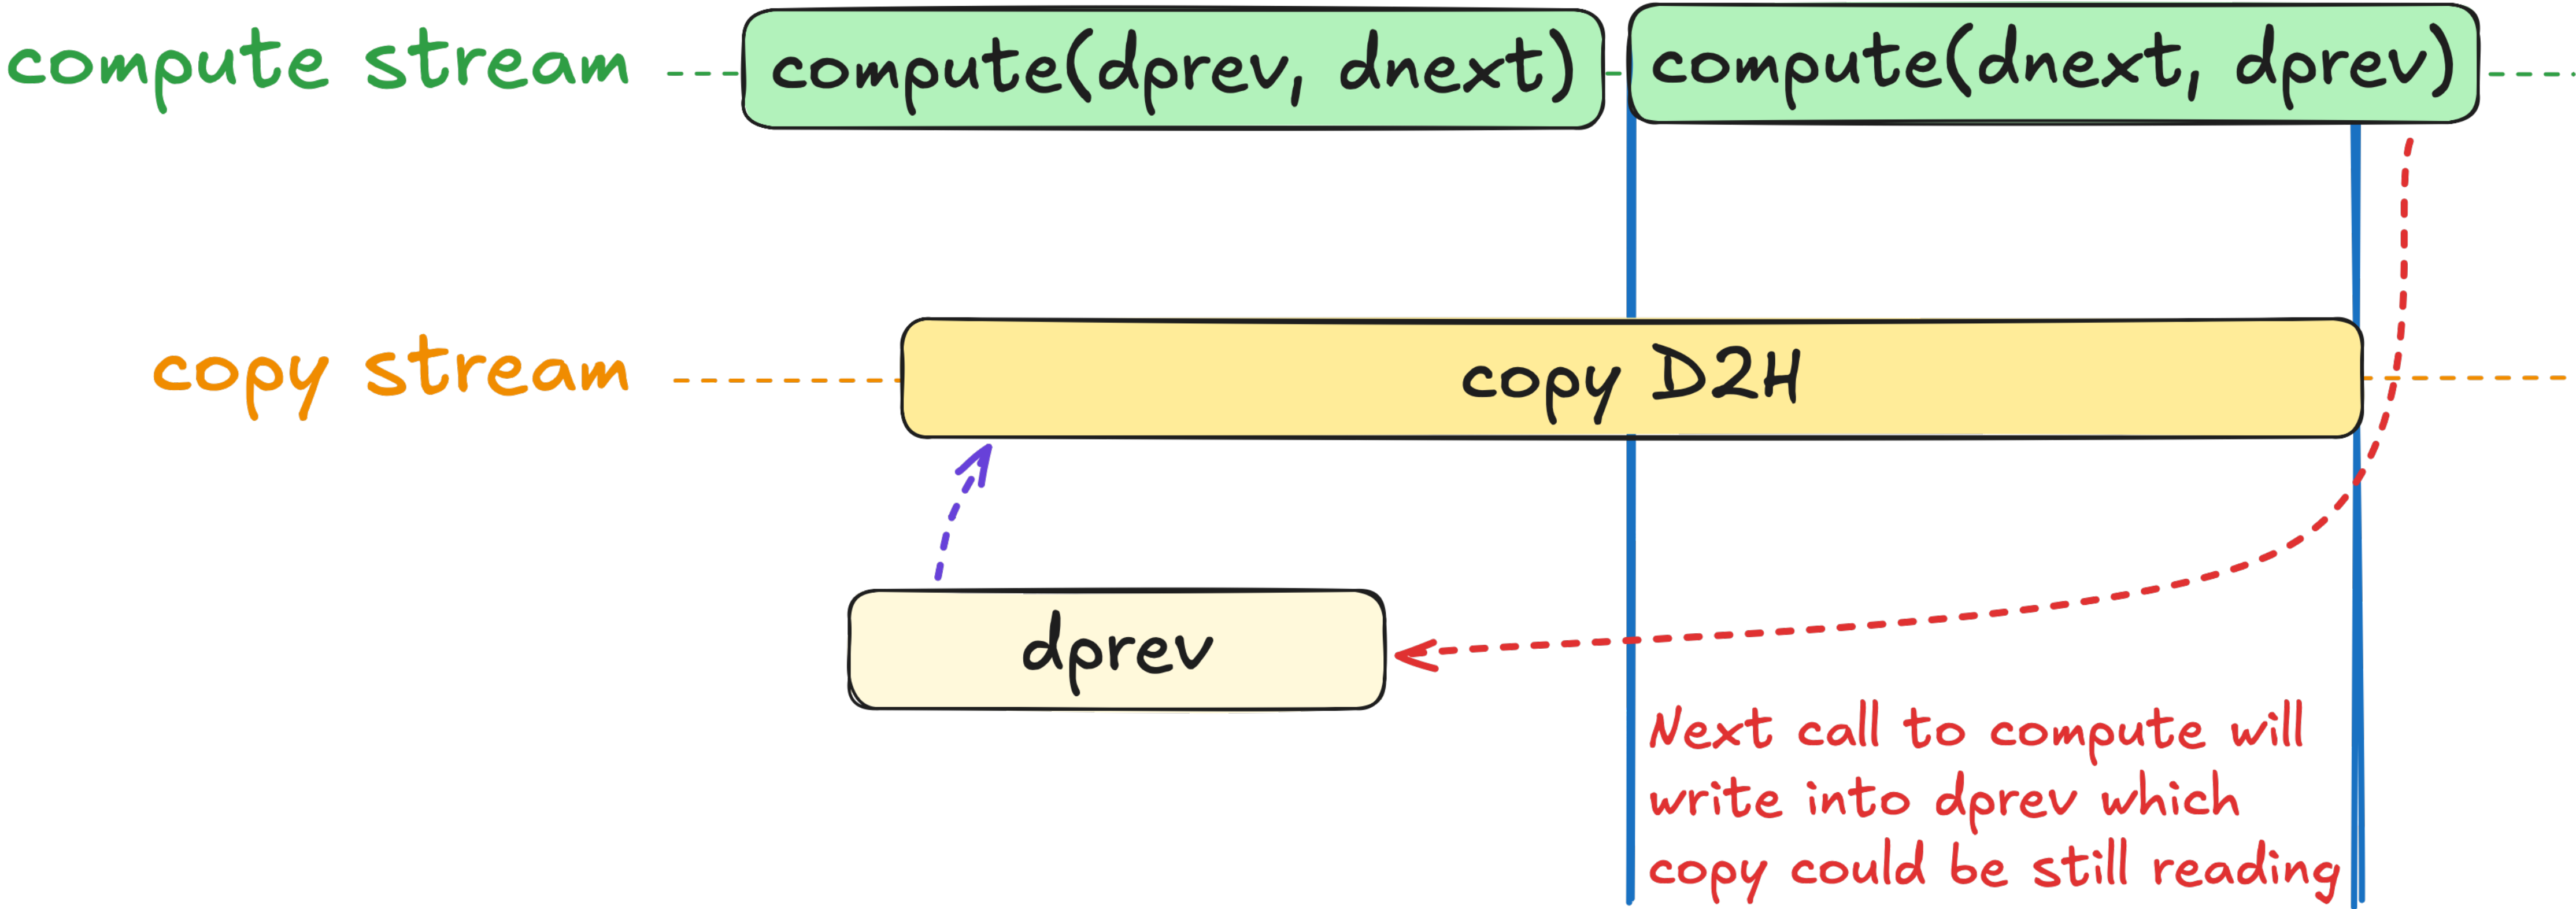 compute stream
compute(dprev, dnext)
compute(dnext, dprev)
copy stream
copy D2H
dprev
Next call to compute will
write into dprev which
copy could be still reading